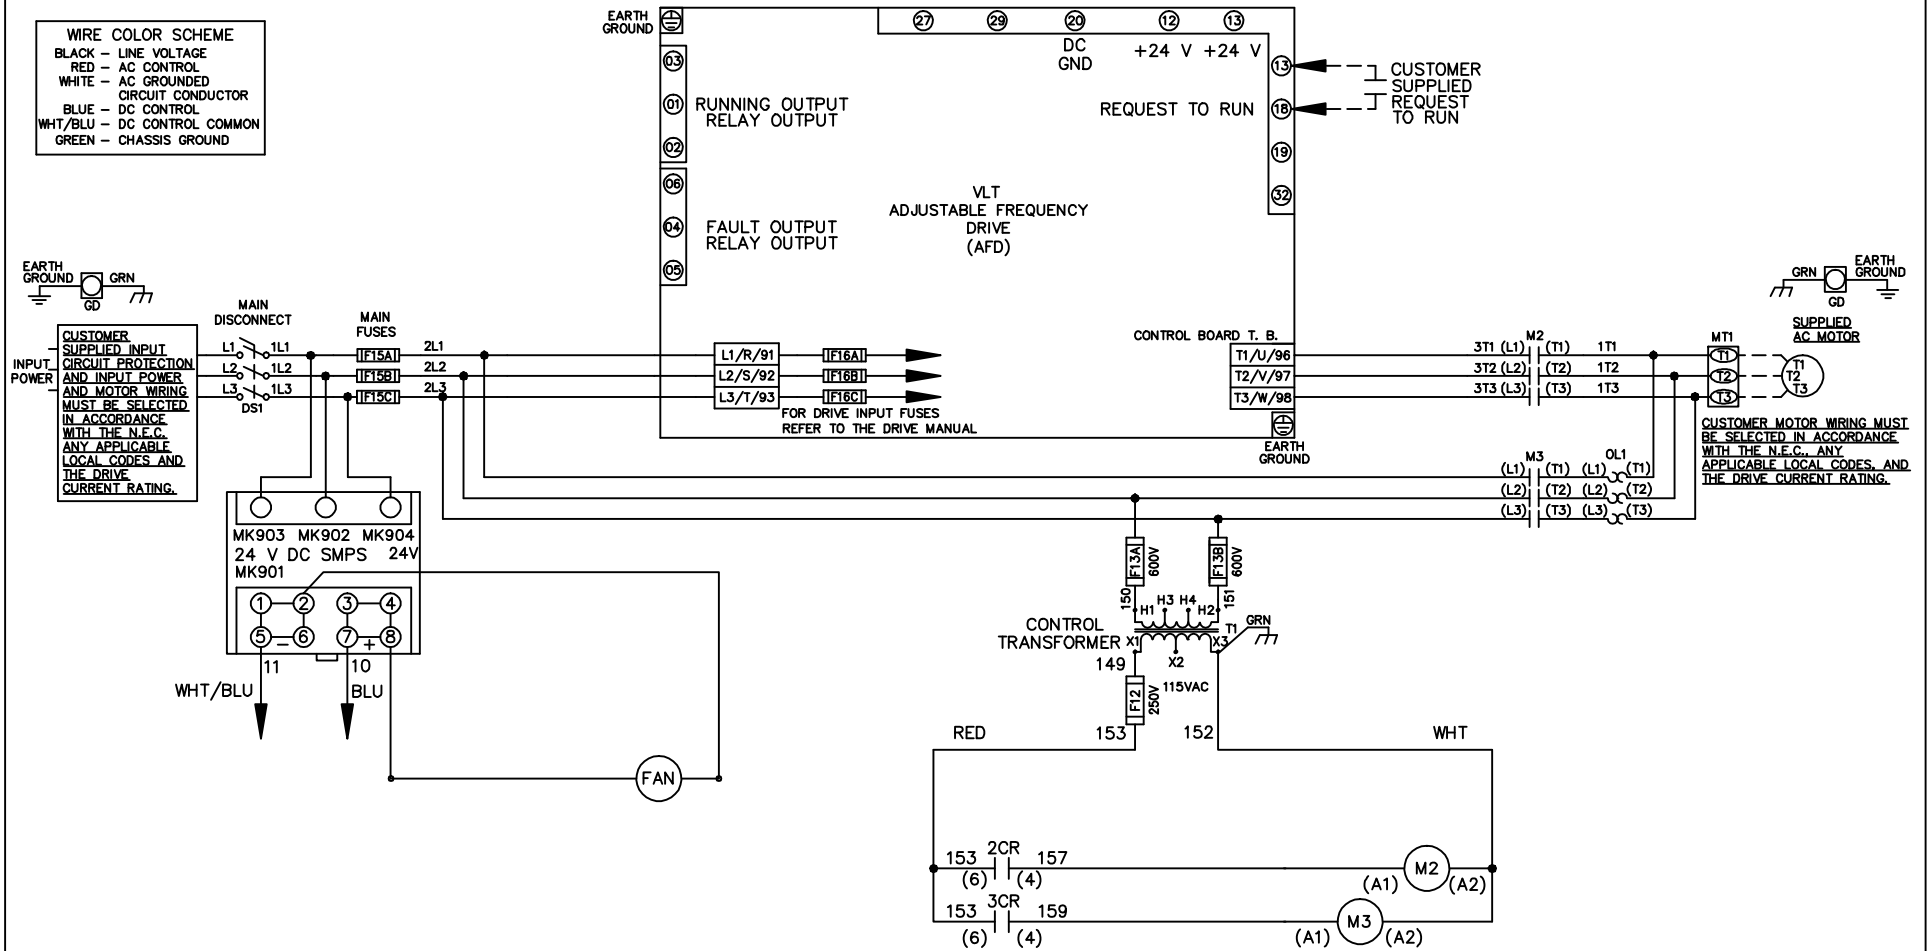 WIRE COLOR SCHEME
BLACK – LINE VOLTAGE
RED – AC CONTROL
WHITE – AC GROUNDED
CIRCUIT CONDUCTOR
BLUE – DC CONTROL
WHT/BLU – DC CONTROL COMMON
GREEN – CHASSIS GROUND
EARTH
GROUND
27 29 20 12 13
DC
GND
+24 V +24 V
03
01
02
RUNNING OUTPUT
RELAY OUTPUT
06
04
05
FAULT OUTPUT
RELAY OUTPUT
VLT
ADJUSTABLE FREQUENCY
DRIVE
(AFD)
REQUEST TO RUN
13
18
19
32
CUSTOMER
SUPPLIED
REQUEST
TO RUN
EARTH
GROUND
GRN
GD
INPUT
POWER
CUSTOMER
SUPPLIED INPUT
CIRCUIT PROTECTION
AND INPUT POWER
AND MOTOR WIRING
MUST BE SELECTED
IN ACCORDANCE
WITH THE N.E.C.
ANY APPLICABLE
LOCAL CODES AND
THE DRIVE
CURRENT RATING.
MAIN
DISCONNECT
L1 1L1
L2 1L2
L3 1L3
DS1
MAIN
FUSES
F15A 2L1
F15B 2L2
F15C 2L3
L1/R/91 F16A
L2/S/92 F16B
L3/T/93 F16C
FOR DRIVE INPUT FUSES
REFER TO THE DRIVE MANUAL
CONTROL BOARD T. B.
T1/U/96
T2/V/97
T3/W/98
EARTH
GROUND
M2
3T1 (L1) (T1) 1T1
3T2 (L2) (T2) 1T2
3T3 (L3) (T3) 1T3
MT1
T1
T2
T3
T1
T2
T3
GRN
GD
EARTH
GROUND
SUPPLIED
AC MOTOR
CUSTOMER MOTOR WIRING MUST
BE SELECTED IN ACCORDANCE
WITH THE N.E.C., ANY
APPLICABLE LOCAL CODES, AND
THE DRIVE CURRENT RATING.
M3 OL1
(L1) (T1) (L1) (T1)
(L2) (T2) (L2) (T2)
(L3) (T3) (L3) (T3)
MK903 MK902 MK904
24 V DC SMPS 24V
MK901
1 2 3 4
5 – 6 7 + 8
11 10
WHT/BLU BLU
FAN
F13A 600V
F13B 600V
150 151
H1 H3 H4 H2
CONTROL
TRANSFORMER
T1
GRN
X1 X2 X3
149
115VAC
F12 250V
153 152
RED WHT
153 2CR 157
(6) (4)
M2
(A1) (A2)
153 3CR 159
(6) (4)
M3
(A1) (A2)